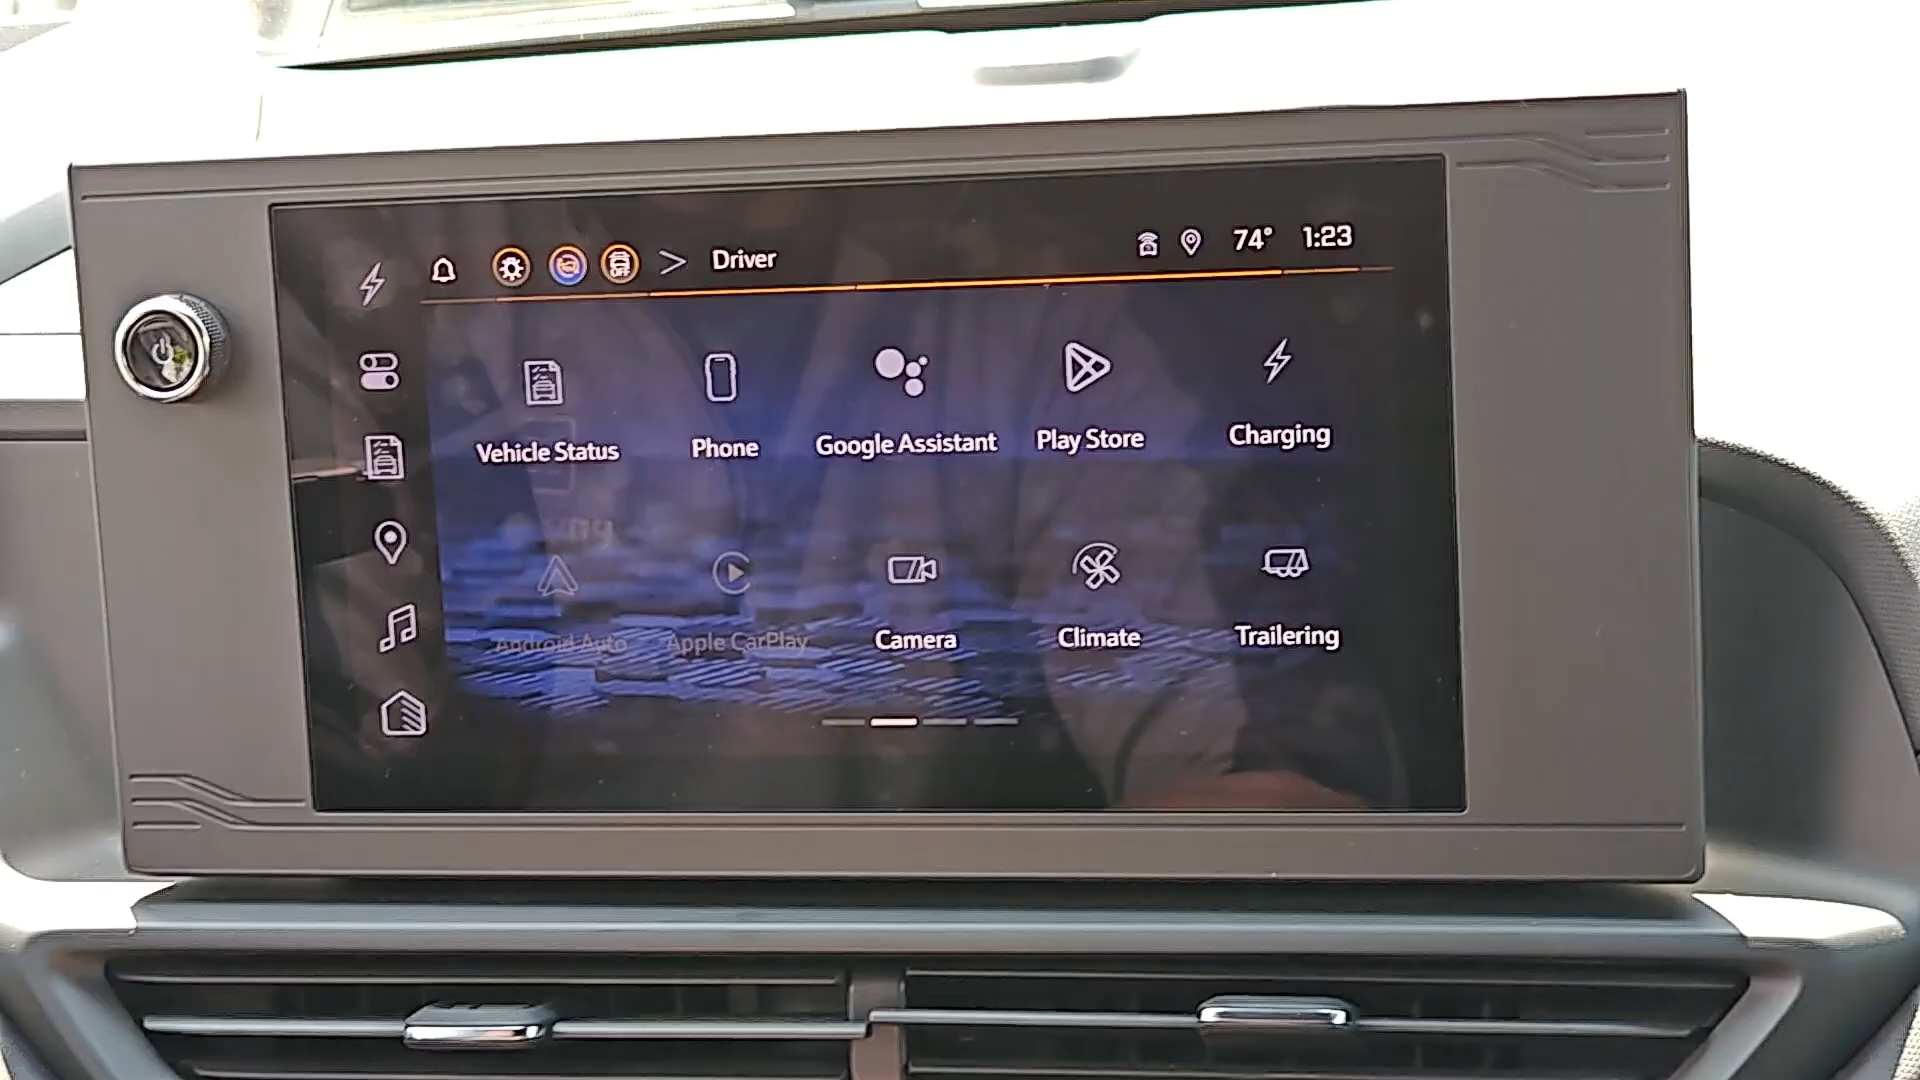 Driver
74° 1:23
OFF
Vehicle Status Phone Google Assistant Play Store Charging
Android Auto Apple CarPlay Camera Climate Trailering